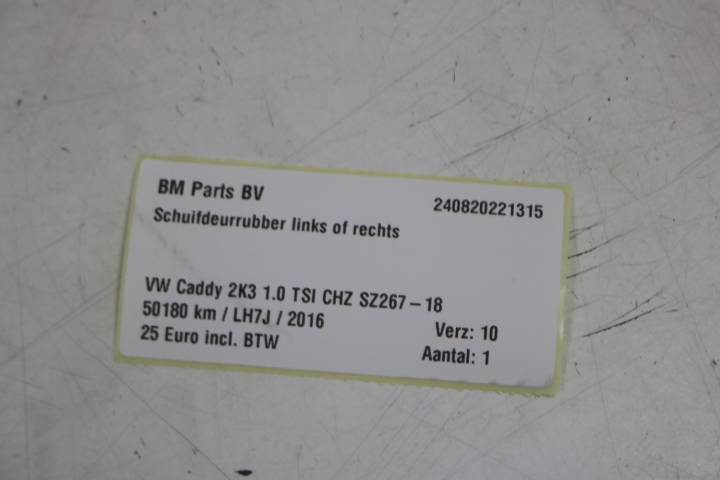 BM Parts BV 240820221315
Schuifdeurrubber links of rechts
VW Caddy 2K3 1.0 TSI CHZ SZ267-18
50180 km / LH7J / 2016 Verz: 10
25 Euro incl. BTW Aantal: 1